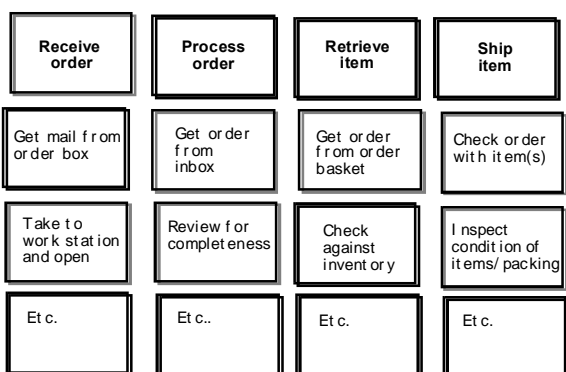 Receive
order
Process
order
Retrieve
item
Ship
item
Get mail from
order box
Get order
from
inbox
Get order
from order
basket
Check order
with item(s)
Take to
work station
and open
Review for
completeness
Check
against
inventory
Inspect
condition of
items/packing
Etc.
Etc..
Etc.
Etc.